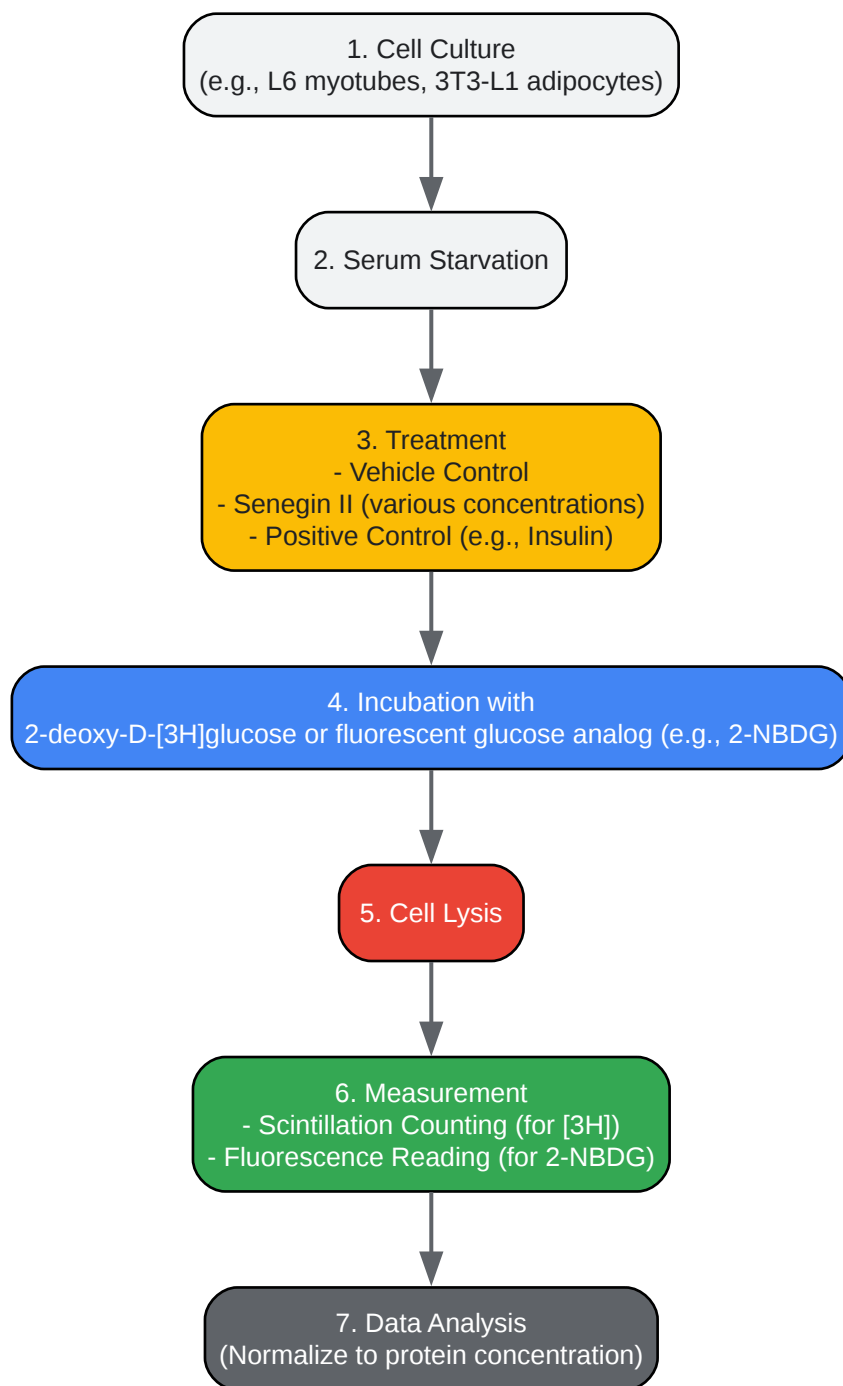 1. Cell Culture
(e.g., L6 myotubes, 3T3-L1 adipocytes)
2. Serum Starvation
3. Treatment
- Vehicle Control
- Senegin II (various concentrations)
- Positive Control (e.g., Insulin)
4. Incubation with
2-deoxy-D-[3H]glucose or fluorescent glucose analog (e.g., 2-NBDG)
5. Cell Lysis
6. Measurement
- Scintillation Counting (for [3H])
- Fluorescence Reading (for 2-NBDG)
7. Data Analysis
(Normalize to protein concentration)